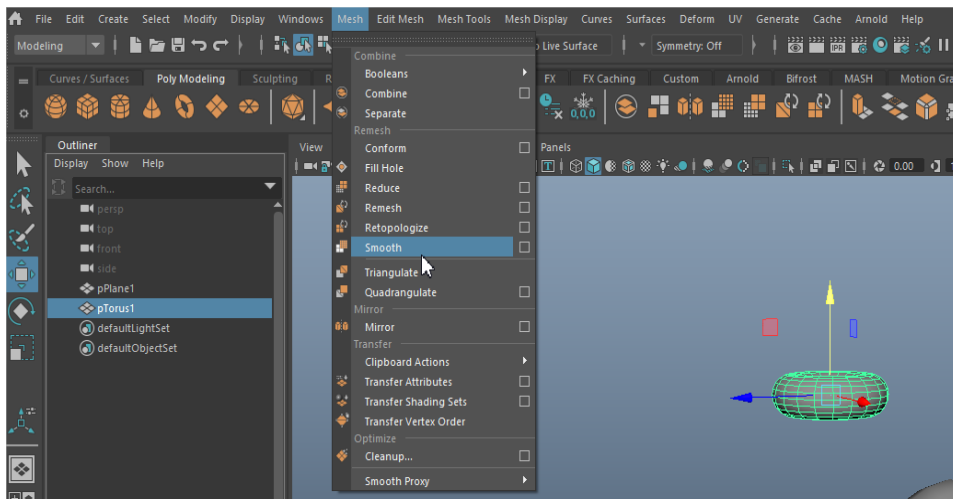 File Edit Create Select Modify Display Windows Mesh Edit Mesh Mesh Tools Mesh Display Curves Surfaces Deform UV Generate Cache Arnold Help
Modeling Live Surface Symmetry: Off IPR
Curves / Surfaces Poly Modeling Sculpting R FX FX Caching Custom Arnold Bifrost MASH Motion Gra
0,0,0
Outliner
Display Show Help
Search...
persp
top
front
side
pPlane1
pTorus1
defaultLightSet
defaultObjectSet
View Panels
0.00
Combine
Booleans
Combine
Separate
Remesh
Conform
Fill Hole
Reduce
Remesh
Retopologize
Smooth
Triangulate
Quadrangulate
Mirror
Mirror
Transfer
Clipboard Actions
Transfer Attributes
Transfer Shading Sets
Transfer Vertex Order
Optimize
Cleanup...
Smooth Proxy